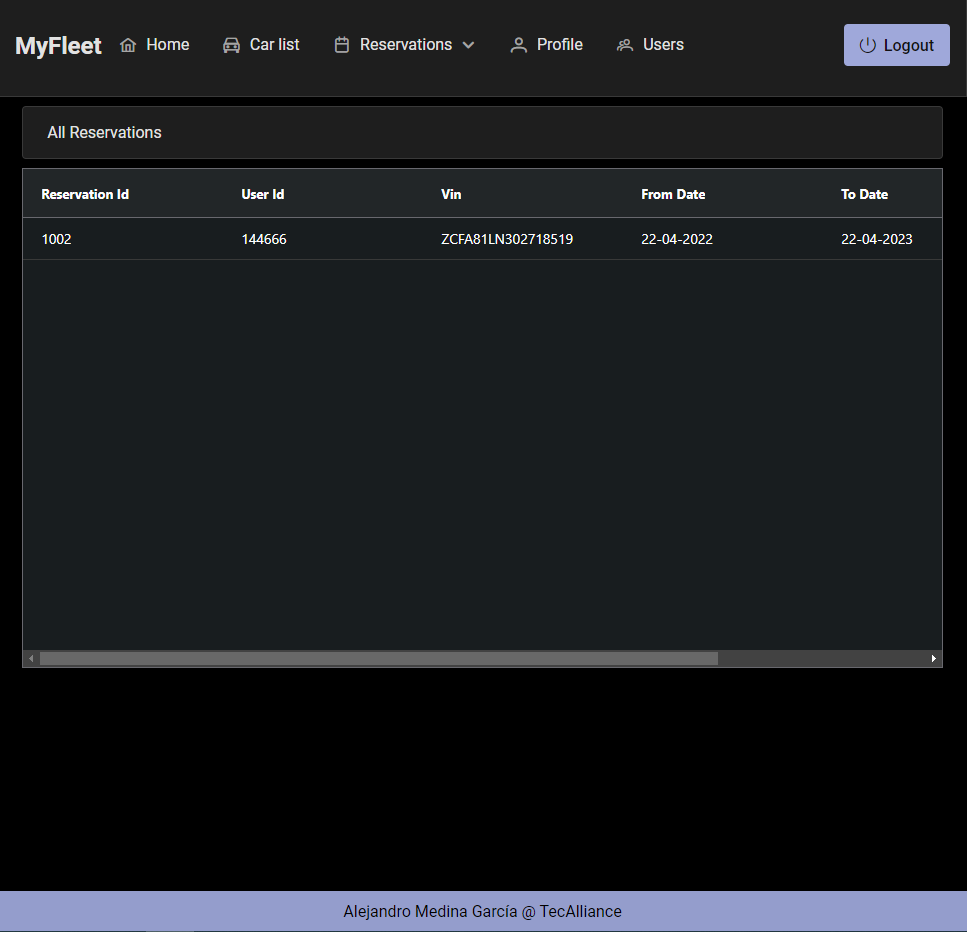 MyFleet Home Car list Reservations Profile Users Logout
All Reservations
Reservation Id User Id Vin From Date To Date
1002 144666 ZCFA81LN302718519 22-04-2022 22-04-2023
Alejandro Medina García @ TecAlliance